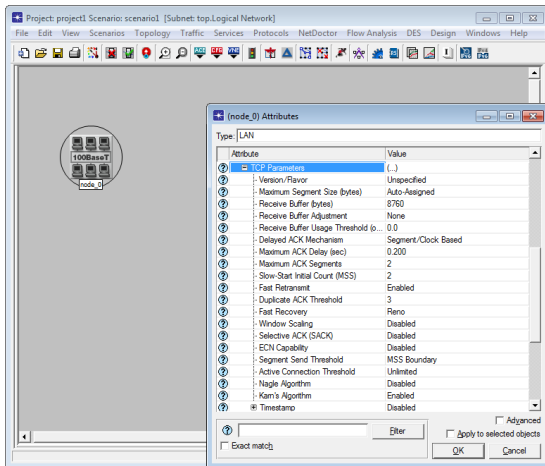 Project: project1 Scenario: scenario1 [Subnet: top.Logical Network]
File Edit View Scenarios Topology Traffic Services Protocols NetDoctor Flow Analysis DES Design Windows Help
100BaseT
node_0
(node_0) Attributes
Type: LAN
Attribute Value
TCP Parameters (...)
Version/Flavor Unspecified
Maximum Segment Size (bytes) Auto-Assigned
Receive Buffer (bytes) 8760
Receive Buffer Adjustment None
Receive Buffer Usage Threshold (o... 0.0
Delayed ACK Mechanism Segment/Clock Based
Maximum ACK Delay (sec) 0.200
Maximum ACK Segments 2
Slow-Start Initial Count (MSS) 2
Fast Retransmit Enabled
Duplicate ACK Threshold 3
Fast Recovery Reno
Window Scaling Disabled
Selective ACK (SACK) Disabled
ECN Capability Disabled
Segment Send Threshold MSS Boundary
Active Connection Threshold Unlimited
Nagle Algorithm Disabled
Karn's Algorithm Enabled
Timestamp Disabled
Advanced
Filter
Apply to selected objects
Exact match
OK Cancel